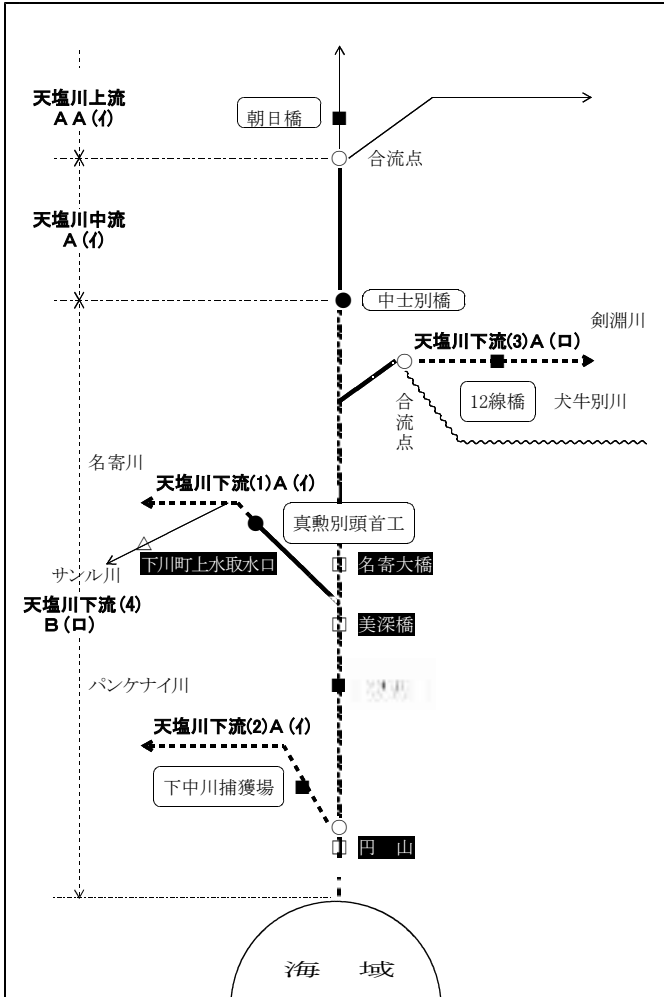 天塩川上流
ＡＡ(ｲ)
朝日橋
合流点
天塩川中流
Ａ(ｲ)
中士別橋
剣淵川
天塩川下流(3)Ａ(ロ)
合流点
12線橋
犬牛別川
名寄川
天塩川下流(1)Ａ(ｲ)
真勲別頭首工
下川町上水取水口
名寄大橋
サンル川
天塩川下流(4)
Ｂ(ロ)
美深橋
パンケナイ川
天塩川下流(2)Ａ(ｲ)
下中川捕獲場
円　山
海　域